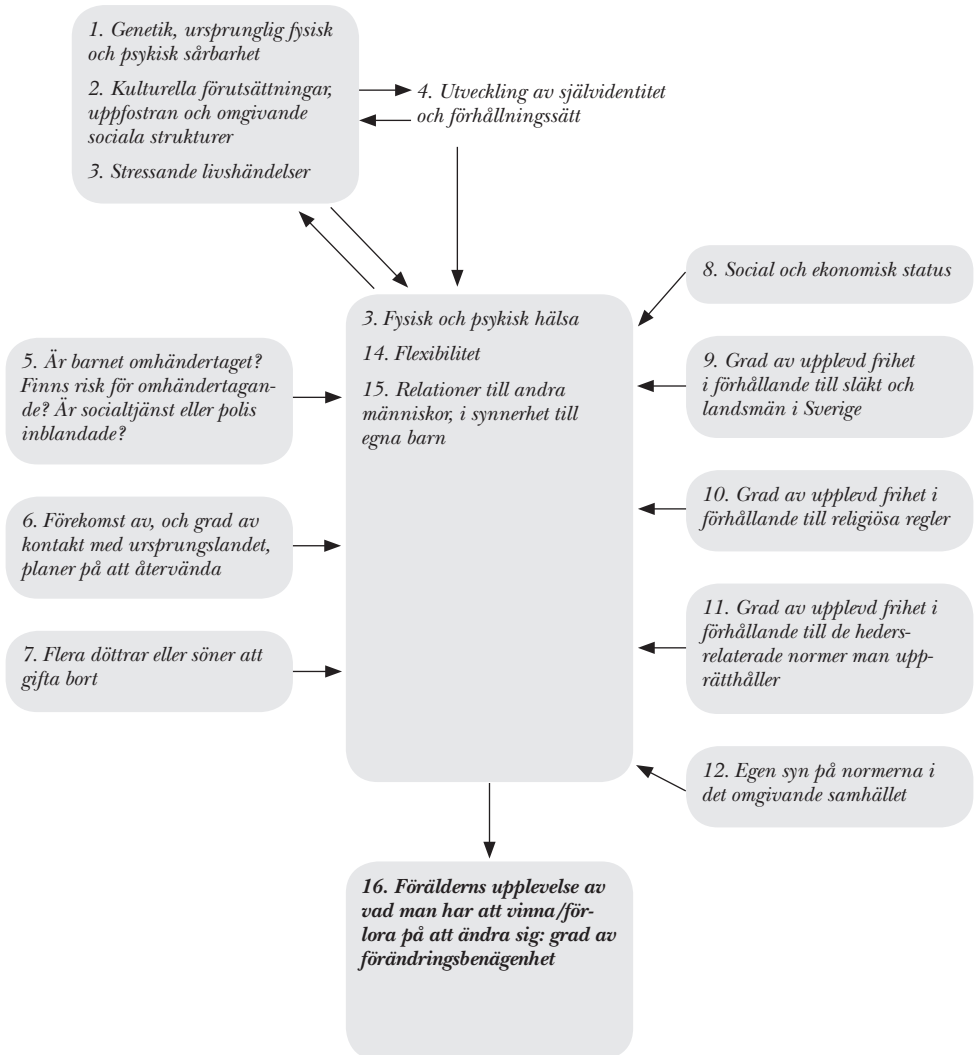 1. Genetik, ursprunglig fysisk
och psykisk sårbarhet
2. Kulturella förutsättningar,
uppfostran och omgivande
sociala strukturer
3. Stressande livshändelser
4. Utveckling av självidentitet
och förhållningssätt
3. Fysisk och psykisk hälsa
14. Flexibilitet
15. Relationer till andra
människor, i synnerhet till
egna barn
5. Är barnet omhändertaget?
Finns risk för omhändertagan-
de? Är socialtjänst eller polis
inblandade?
6. Förekomst av, och grad av
kontakt med ursprungslandet,
planer på att återvända
7. Flera döttrar eller söner att
gifta bort
8. Social och ekonomisk status
9. Grad av upplevd frihet
i förhållande till släkt och
landsmän i Sverige
10. Grad av upplevd frihet i
förhållande till religiösa regler
11. Grad av upplevd frihet i
förhållande till de heders-
relaterade normer man upp-
rätthåller
12. Egen syn på normerna i
det omgivande samhället
16. Förälderns upplevelse av
vad man har att vinna/för-
lora på att ändra sig: grad av
förändringsbenägenhet